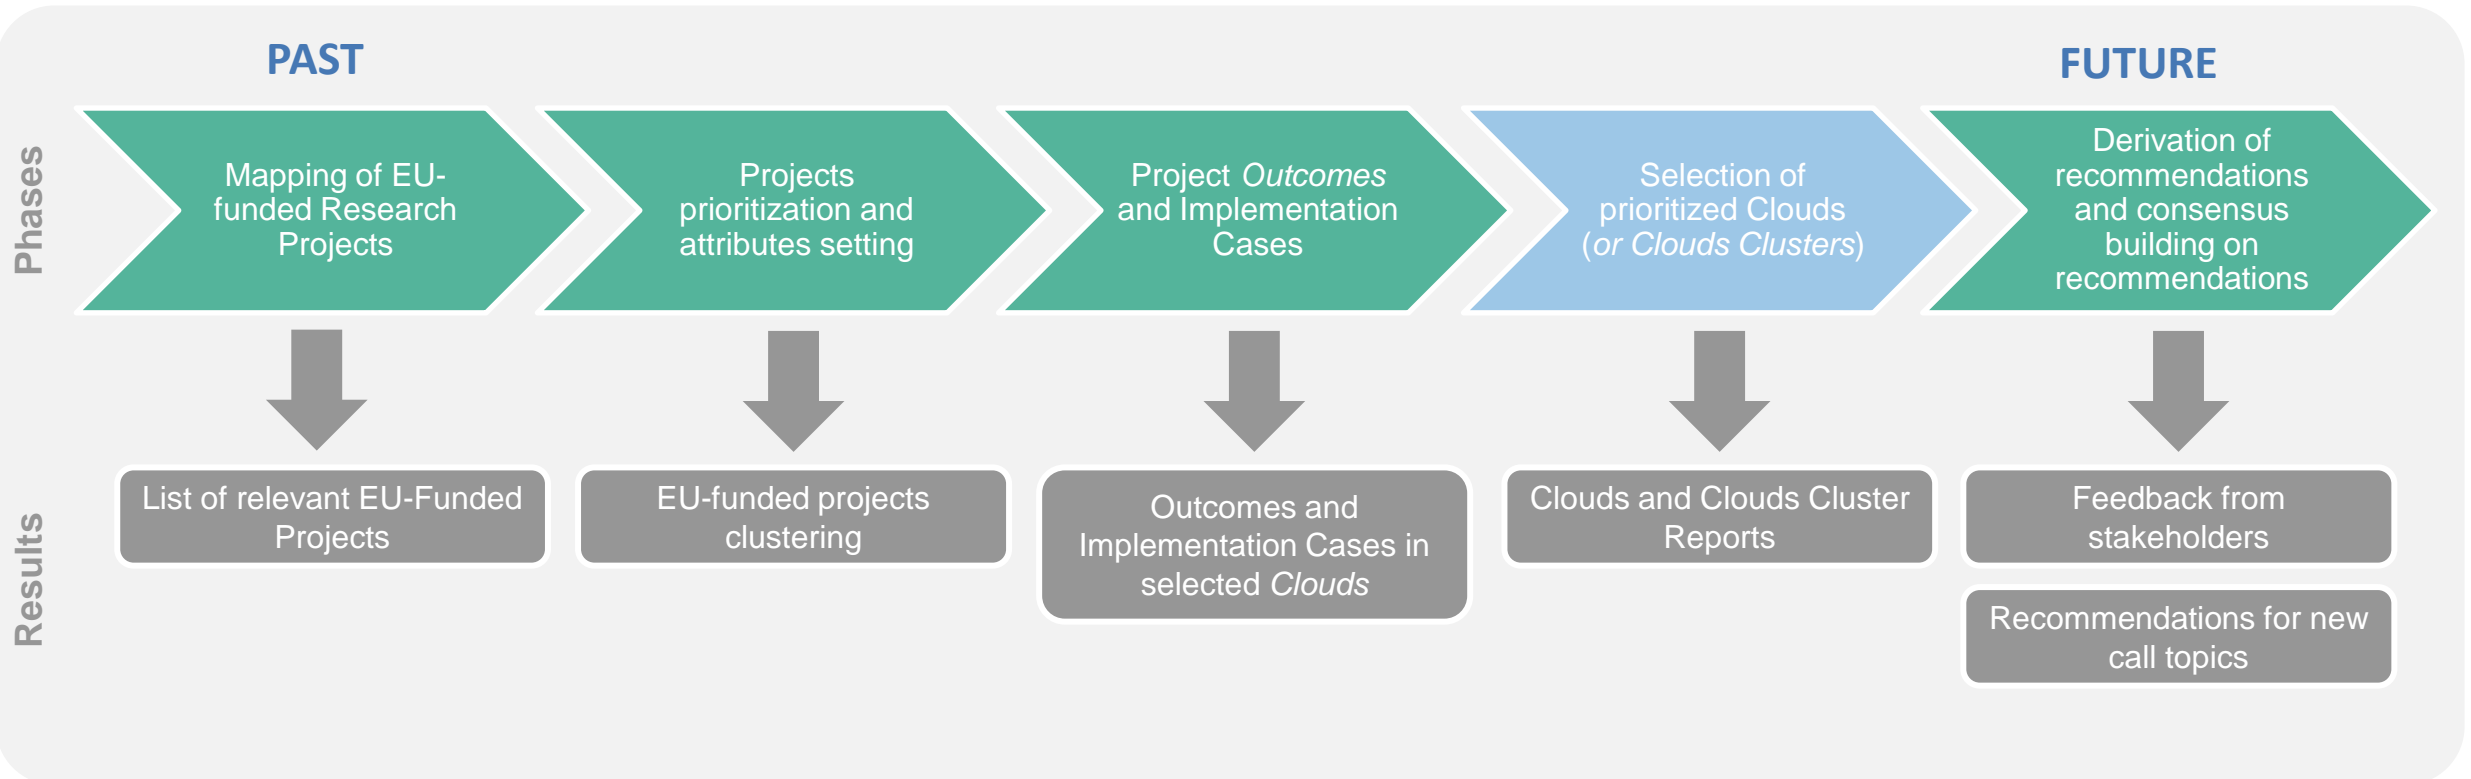 PAST
FUTURE
Phases
Mapping of EU-
funded Research
Projects
Projects
prioritization and
attributes setting
Project Outcomes
and Implementation
Cases
Selection of
prioritized Clouds
(or Clouds Clusters)
Derivation of
recommendations
and consensus
building on
recommendations
Results
List of relevant EU-Funded
Projects
EU-funded projects
clustering
Outcomes and
Implementation Cases in
selected Clouds
Clouds and Clouds Cluster
Reports
Feedback from
stakeholders
Recommendations for new
call topics